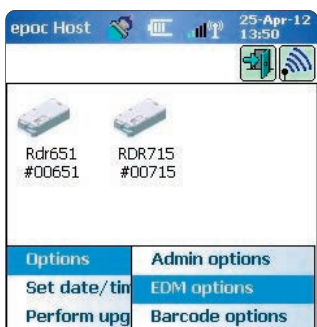 epoc Host 25-Apr-12
13:50
Rdr651 RDR715
#00651 #00715
Options Admin options
Set date/tim EDM options
Perform upg Barcode options